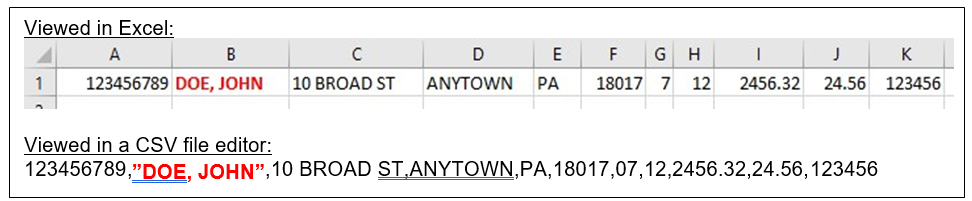 Viewed in Excel:
A B C D E F G H I J K
1 123456789 DOE, JOHN 10 BROAD ST ANYTOWN PA 18017 7 12 2456.32 24.56 123456
Viewed in a CSV file editor:
123456789,”DOE, JOHN”,10 BROAD ST,ANYTOWN,PA,18017,07,12,2456.32,24.56,123456